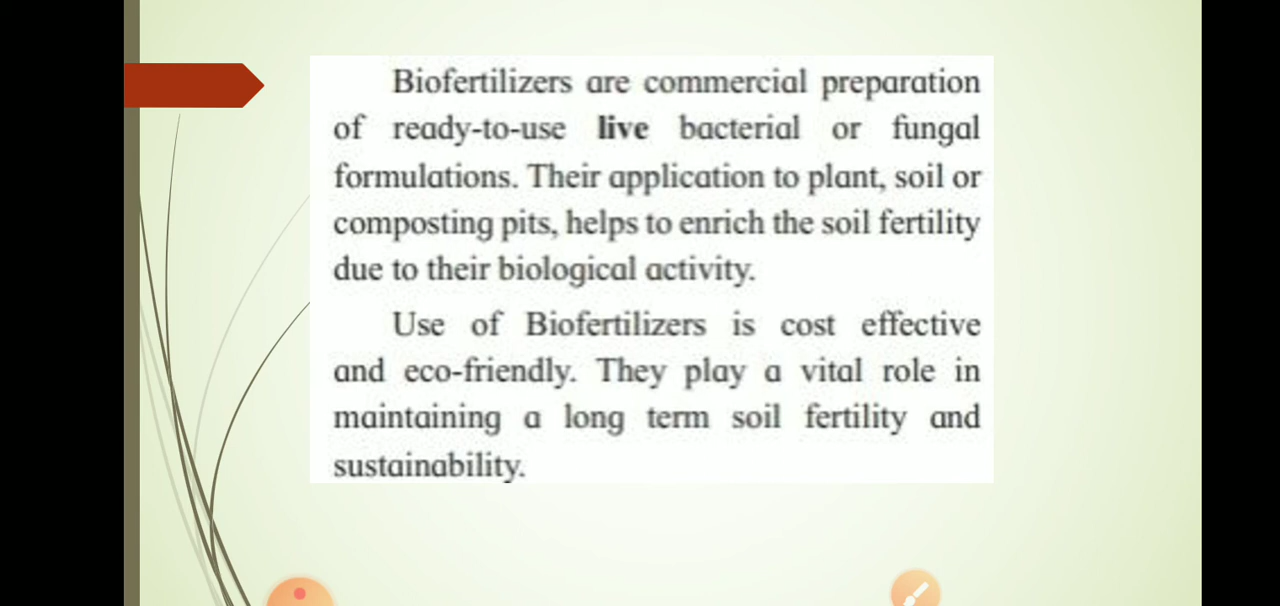 Biofertilizers are commercial preparation
of ready-to-use live bacterial or fungal
formulations. Their application to plant, soil or
composting pits, helps to enrich the soil fertility
due to their biological activity.
Use of Biofertilizers is cost effective
and eco-friendly. They play a vital role in
maintaining a long term soil fertility and
sustainability.